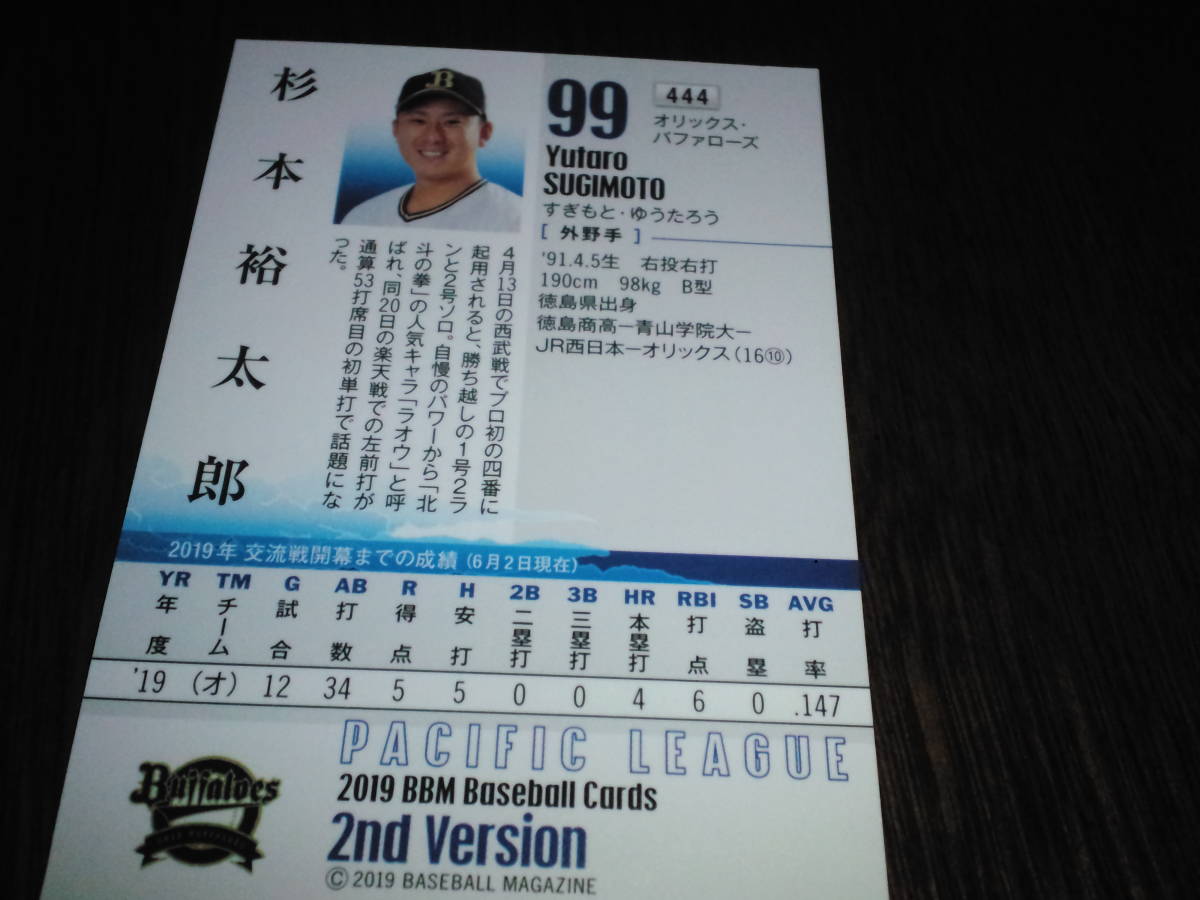 杉本裕太郎
B
99
444
オリックス・
バファローズ
Yutaro
SUGIMOTO
すぎもと・ゆうたろう
[ 外野手 ]
'91.4.5生 右投右打
190cm 98kg B型
徳島県出身
徳島商高ー青山学院大ー
JR西日本ーオリックス(16⑩)
4月13日の西武戦でプロ初の四番に
起用されると、勝ち越しの1号2ラ
ンと2号ソロ。自慢のパワーから「北
斗の拳」の人気キャラ「ラオウ」と呼
ばれ、同20日の楽天戦での左前打が
通算53打席目の初単打で話題にな
った。
2019年 交流戦開幕までの成績(6月2日現在)
YR TM G AB R H 2B 3B HR RBI SB AVG
年度 チーム 試合 打数 得点 安打 二塁打 三塁打 本塁打 打点 盗塁 打率
'19 (オ) 12 34 5 5 0 0 4 6 0 .147
PACIFIC LEAGUE
Buffaloes
2019 BBM Baseball Cards
2nd Version
© 2019 BASEBALL MAGAZINE